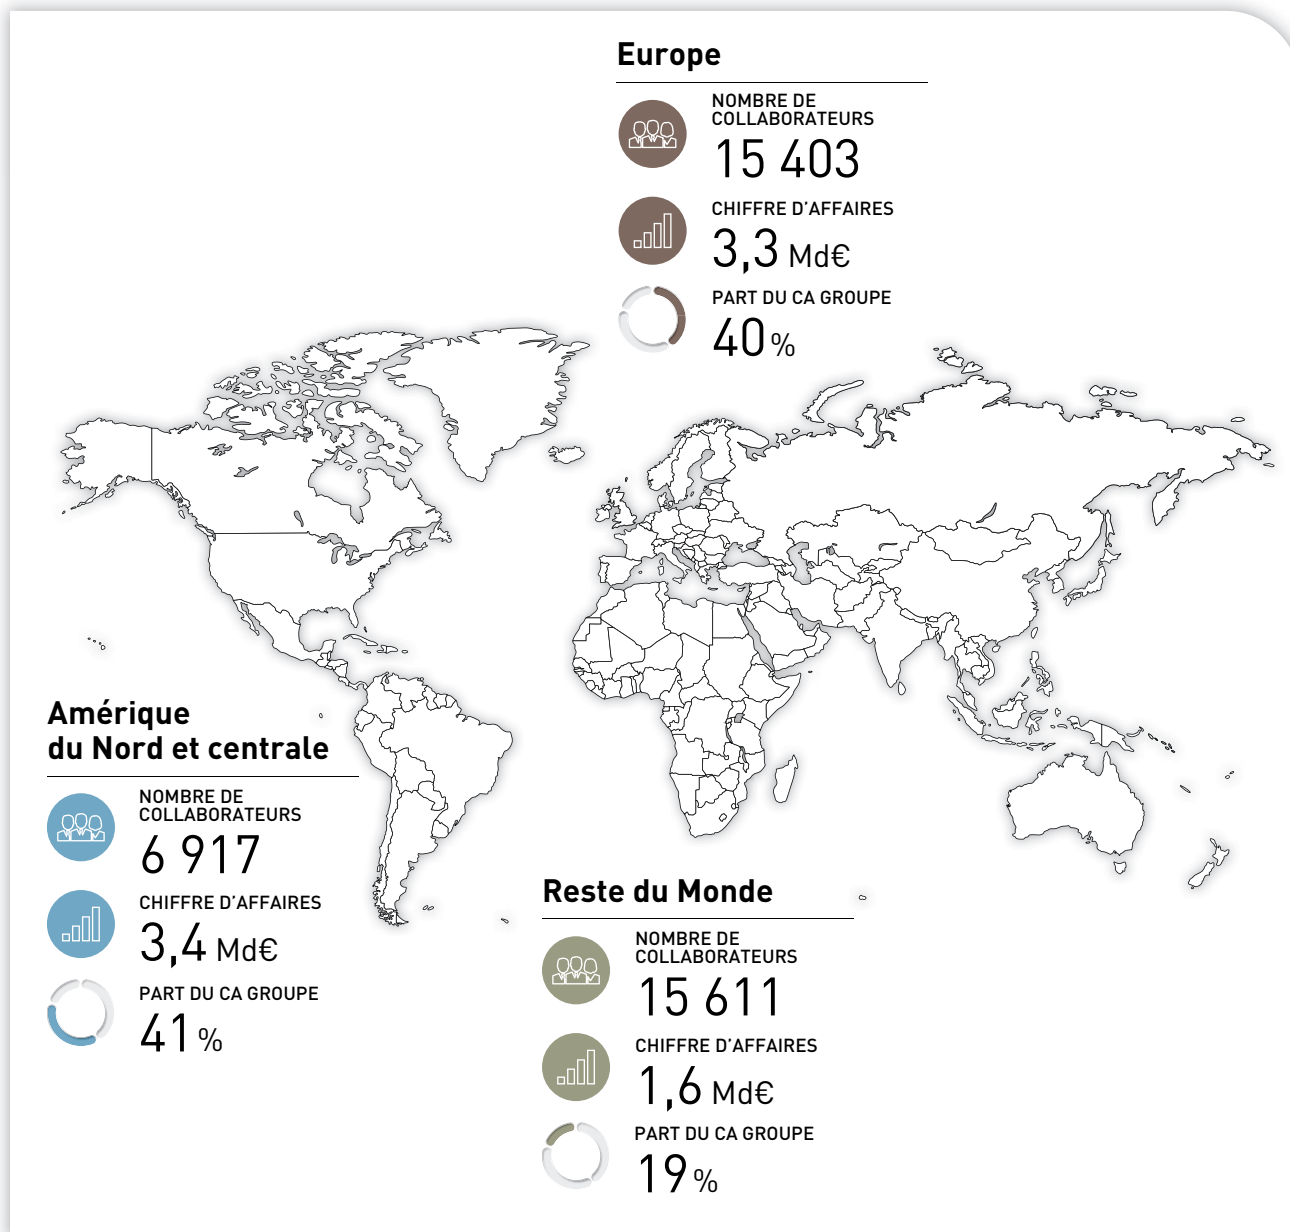 Europe
NOMBRE DE
COLLABORATEURS
15 403
CHIFFRE D’AFFAIRES
3,3 Md€
PART DU CA GROUPE
40 %
Amérique
du Nord et centrale
NOMBRE DE
COLLABORATEURS
6 917
CHIFFRE D’AFFAIRES
3,4 Md€
PART DU CA GROUPE
41 %
Reste du Monde
NOMBRE DE
COLLABORATEURS
15 611
CHIFFRE D’AFFAIRES
1,6 Md€
PART DU CA GROUPE
19 %